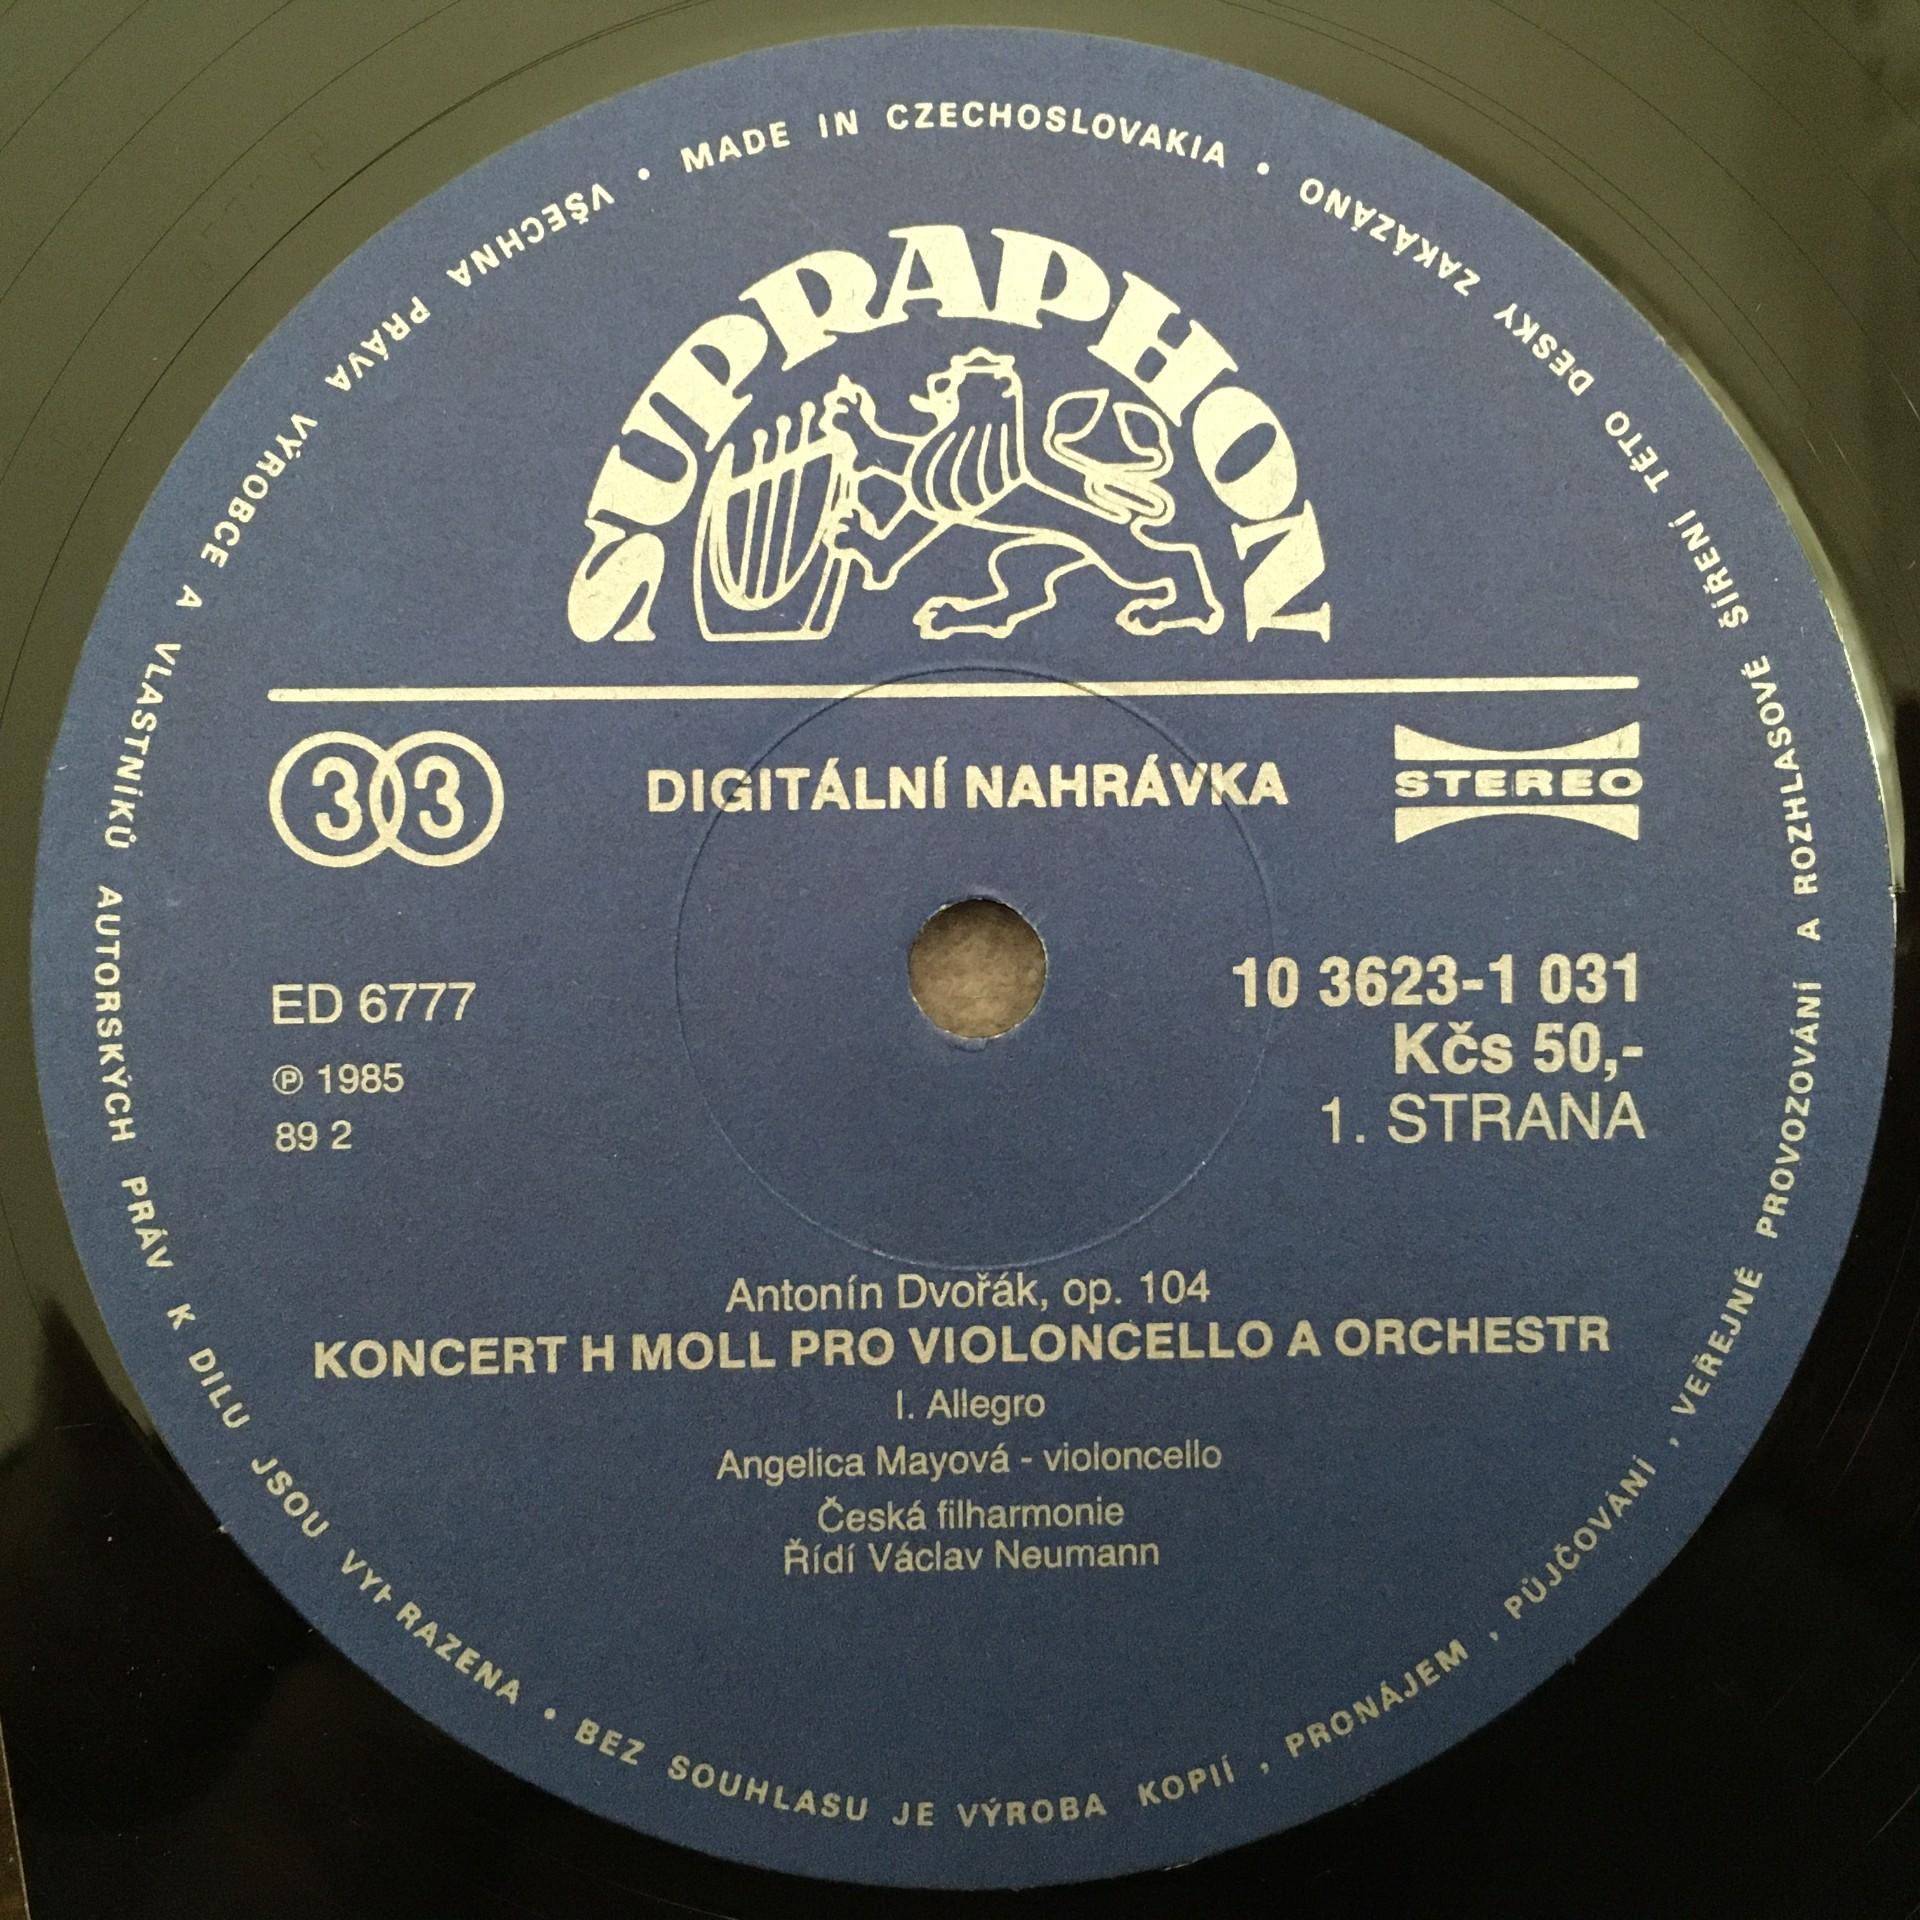 MADE IN CZECHOSLOVAKIA • VŠECHNA PRÁVA VÝROBCE A VLASTNÍKŮ AUTORSKÝCH PRÁV K DÍLU JSOU VYHRAZENA • BEZ SOUHLASU JE VÝROBA KOPIÍ, PRONÁJEM, PŮJČOVÁNÍ, VEŘEJNÉ PROVOZOVÁNÍ A ROZHLASOVÉ ŠÍŘENÍ TÉTO DESKY ZAKÁZÁNO •
SUPRAPHON
33
DIGITÁLNÍ NAHRÁVKA
STEREO
ED 6777
℗ 1985
89 2
10 3623-1 031
Kčs 50,-
1. STRANA
Antonín Dvořák, op. 104
KONCERT H MOLL PRO VIOLONCELLO A ORCHESTR
I. Allegro
Angelica Mayová - violoncello
Česká filharmonie
Řídí Václav Neumann